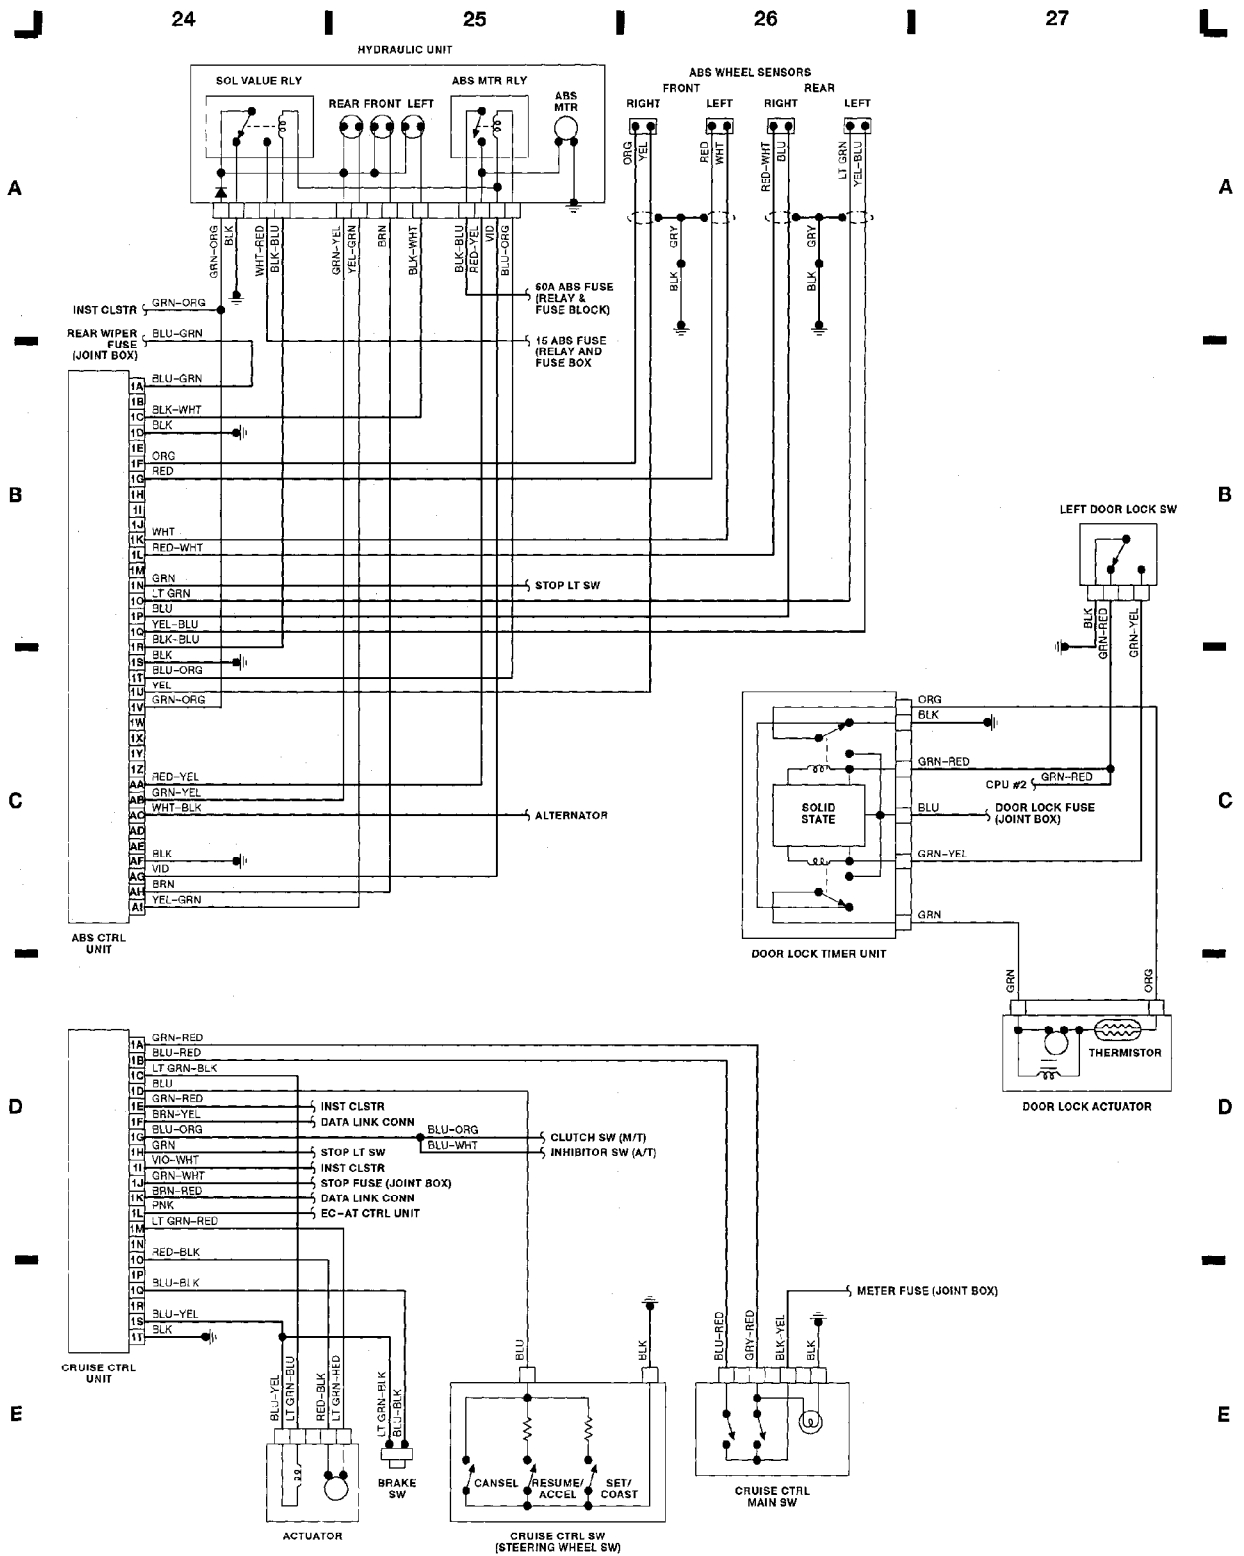 24 25 26 27
HYDRAULIC UNIT
SOL VALUE RLY
REAR FRONT LEFT
ABS MTR RLY
ABS
MTR
ABS WHEEL SENSORS
FRONT REAR
RIGHT LEFT RIGHT LEFT
ORG
YEL
RED
WHT
RED-WHT
BLU
LT GRN
YEL-BLU
A A
GRN-ORG
BLK
WHT-RED
BLK-BLU
GRN-YEL
YEL-GRN
BRN
BLK-WHT
BLK-BLU
RED-YEL
VID
BLU-ORG
GRY
BLK
GRY
BLK
60A ABS FUSE
(RELAY &
FUSE BLOCK)
INST CLSTR GRN-ORG
REAR WIPER
FUSE
(JOINT BOX)
BLU-GRN
15 ABS FUSE
(RELAY AND
FUSE BOX
1A BLU-GRN
1B
1C BLK-WHT
1D BLK
1E
1F ORG
1G RED
B B
1H
1I
1J
1K WHT
1L RED-WHT
1M
1N GRN STOP LT SW
1O LT GRN
1P BLU
1Q YEL-BLU
1R BLK-BLU
1S BLK
1T BLU-ORG
1U YEL
1V GRN-ORG
1W
1X
1Y
1Z
AA RED-YEL
AB GRN-YEL
AC WHT-BLK ALTERNATOR
AD
AE
AF BLK
AG VID
AH BRN
AI YEL-GRN
ABS CTRL
UNIT
LEFT DOOR LOCK SW
BLK
GRN-RED
GRN-YEL
C C
ORG
BLK
GRN-RED
CPU #2 GRN-RED
SOLID
STATE
BLU DOOR LOCK FUSE
(JOINT BOX)
GRN-YEL
GRN
DOOR LOCK TIMER UNIT
GRN
ORG
THERMISTOR
DOOR LOCK ACTUATOR
D D
1A GRN-RED
1B BLU-RED
1C LT GRN-BLK
1D BLU
1E GRN-RED INST CLSTR
1F BRN-YEL DATA LINK CONN
1G BLU-ORG BLU-ORG CLUTCH SW (M/T)
BLU-WHT INHIBITOR SW (A/T)
1H GRN STOP LT SW
1I VIO-WHT INST CLSTR
1J GRN-WHT STOP FUSE (JOINT BOX)
1K BRN-RED DATA LINK CONN
1L PNK EC-AT CTRL UNIT
1M LT GRN-RED
1N
1O RED-BLK
1P
1Q BLU-BLK
1R
1S BLU-YEL
1T BLK
CRUISE CTRL
UNIT
METER FUSE (JOINT BOX)
BLU-YEL
LT GRN-BLU
RED-BLK
LT GRN-RED
LT GRN-BLK
BLU-BLK
BLU
BLK
BLU-RED
GRY-RED
BLK-YEL
BLK
E E
ACTUATOR
BRAKE
SW
CANSEL RESUME/
ACCEL
SET/
COAST
CRUISE CTRL SW
(STEERING WHEEL SW)
CRUISE CTRL
MAIN SW